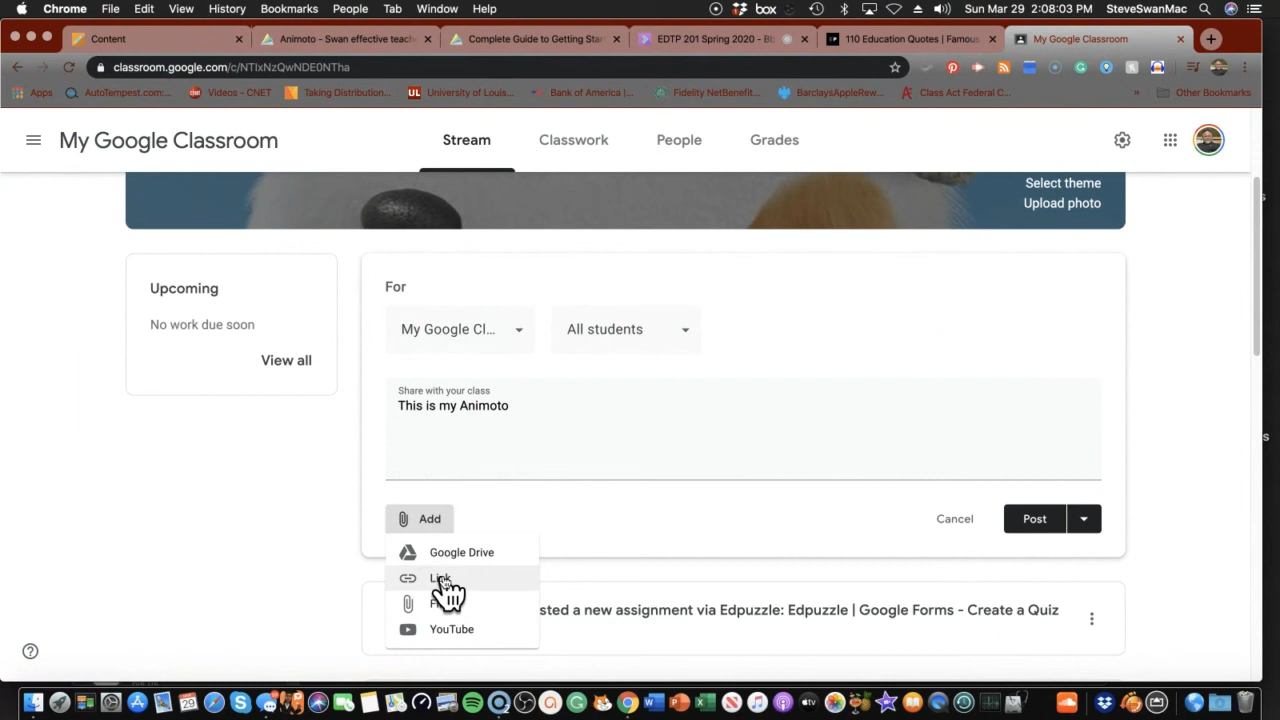 Chrome File Edit View History Bookmarks People Tab Window Help box Sun Mar 29 2:08:03 PM SteveSwanMac
Content Animoto - Swan effective teach Complete Guide to Getting Star EDTP 201 Spring 2020 – Bb 110 Education Quotes | Famous My Google Classroom
classroom.google.com/c/NTIxNzQwNDE0NTha
Apps AutoTempest.com:... Videos - CNET Taking Distribution... University of Louis... Bank of America |... Fidelity NetBenefit... BarclaysAppleRew... Class Act Federal C... » Other Bookmarks
My Google Classroom Stream Classwork People Grades
Select theme
Upload photo
Upcoming
No work due soon
View all
For
My Google Cl... All students
Share with your class
This is my Animoto
Add Cancel Post
Google Drive
Link
YouTube
sted a new assignment via Edpuzzle: Edpuzzle | Google Forms - Create a Quiz